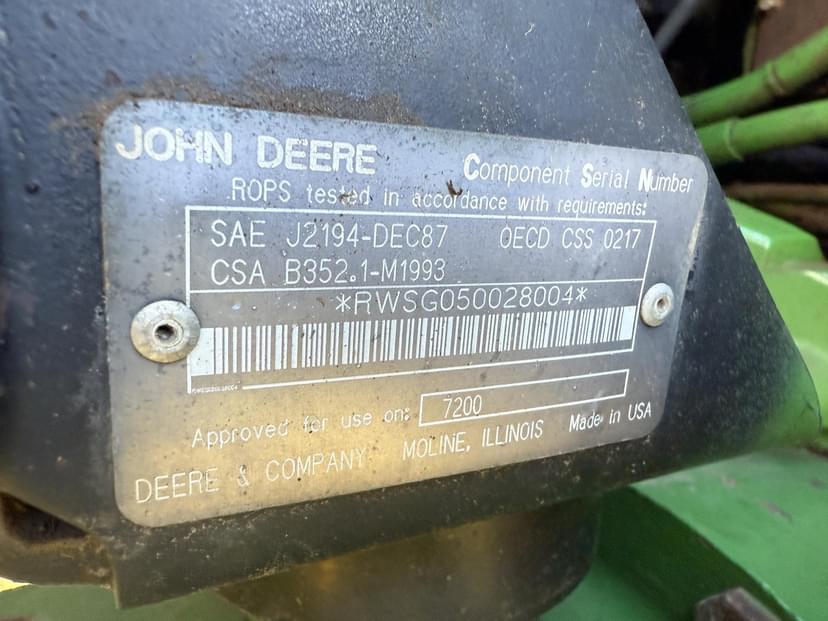 JOHN DEERE Component Serial Number
ROPS tested in accordance with requirements:
SAE J2194-DEC87 OECD CSS 0217
CSA B352.1-M1993
*RWSG050028004*
Approved for use on: 7200
DEERE & COMPANY MOLINE, ILLINOIS Made in USA